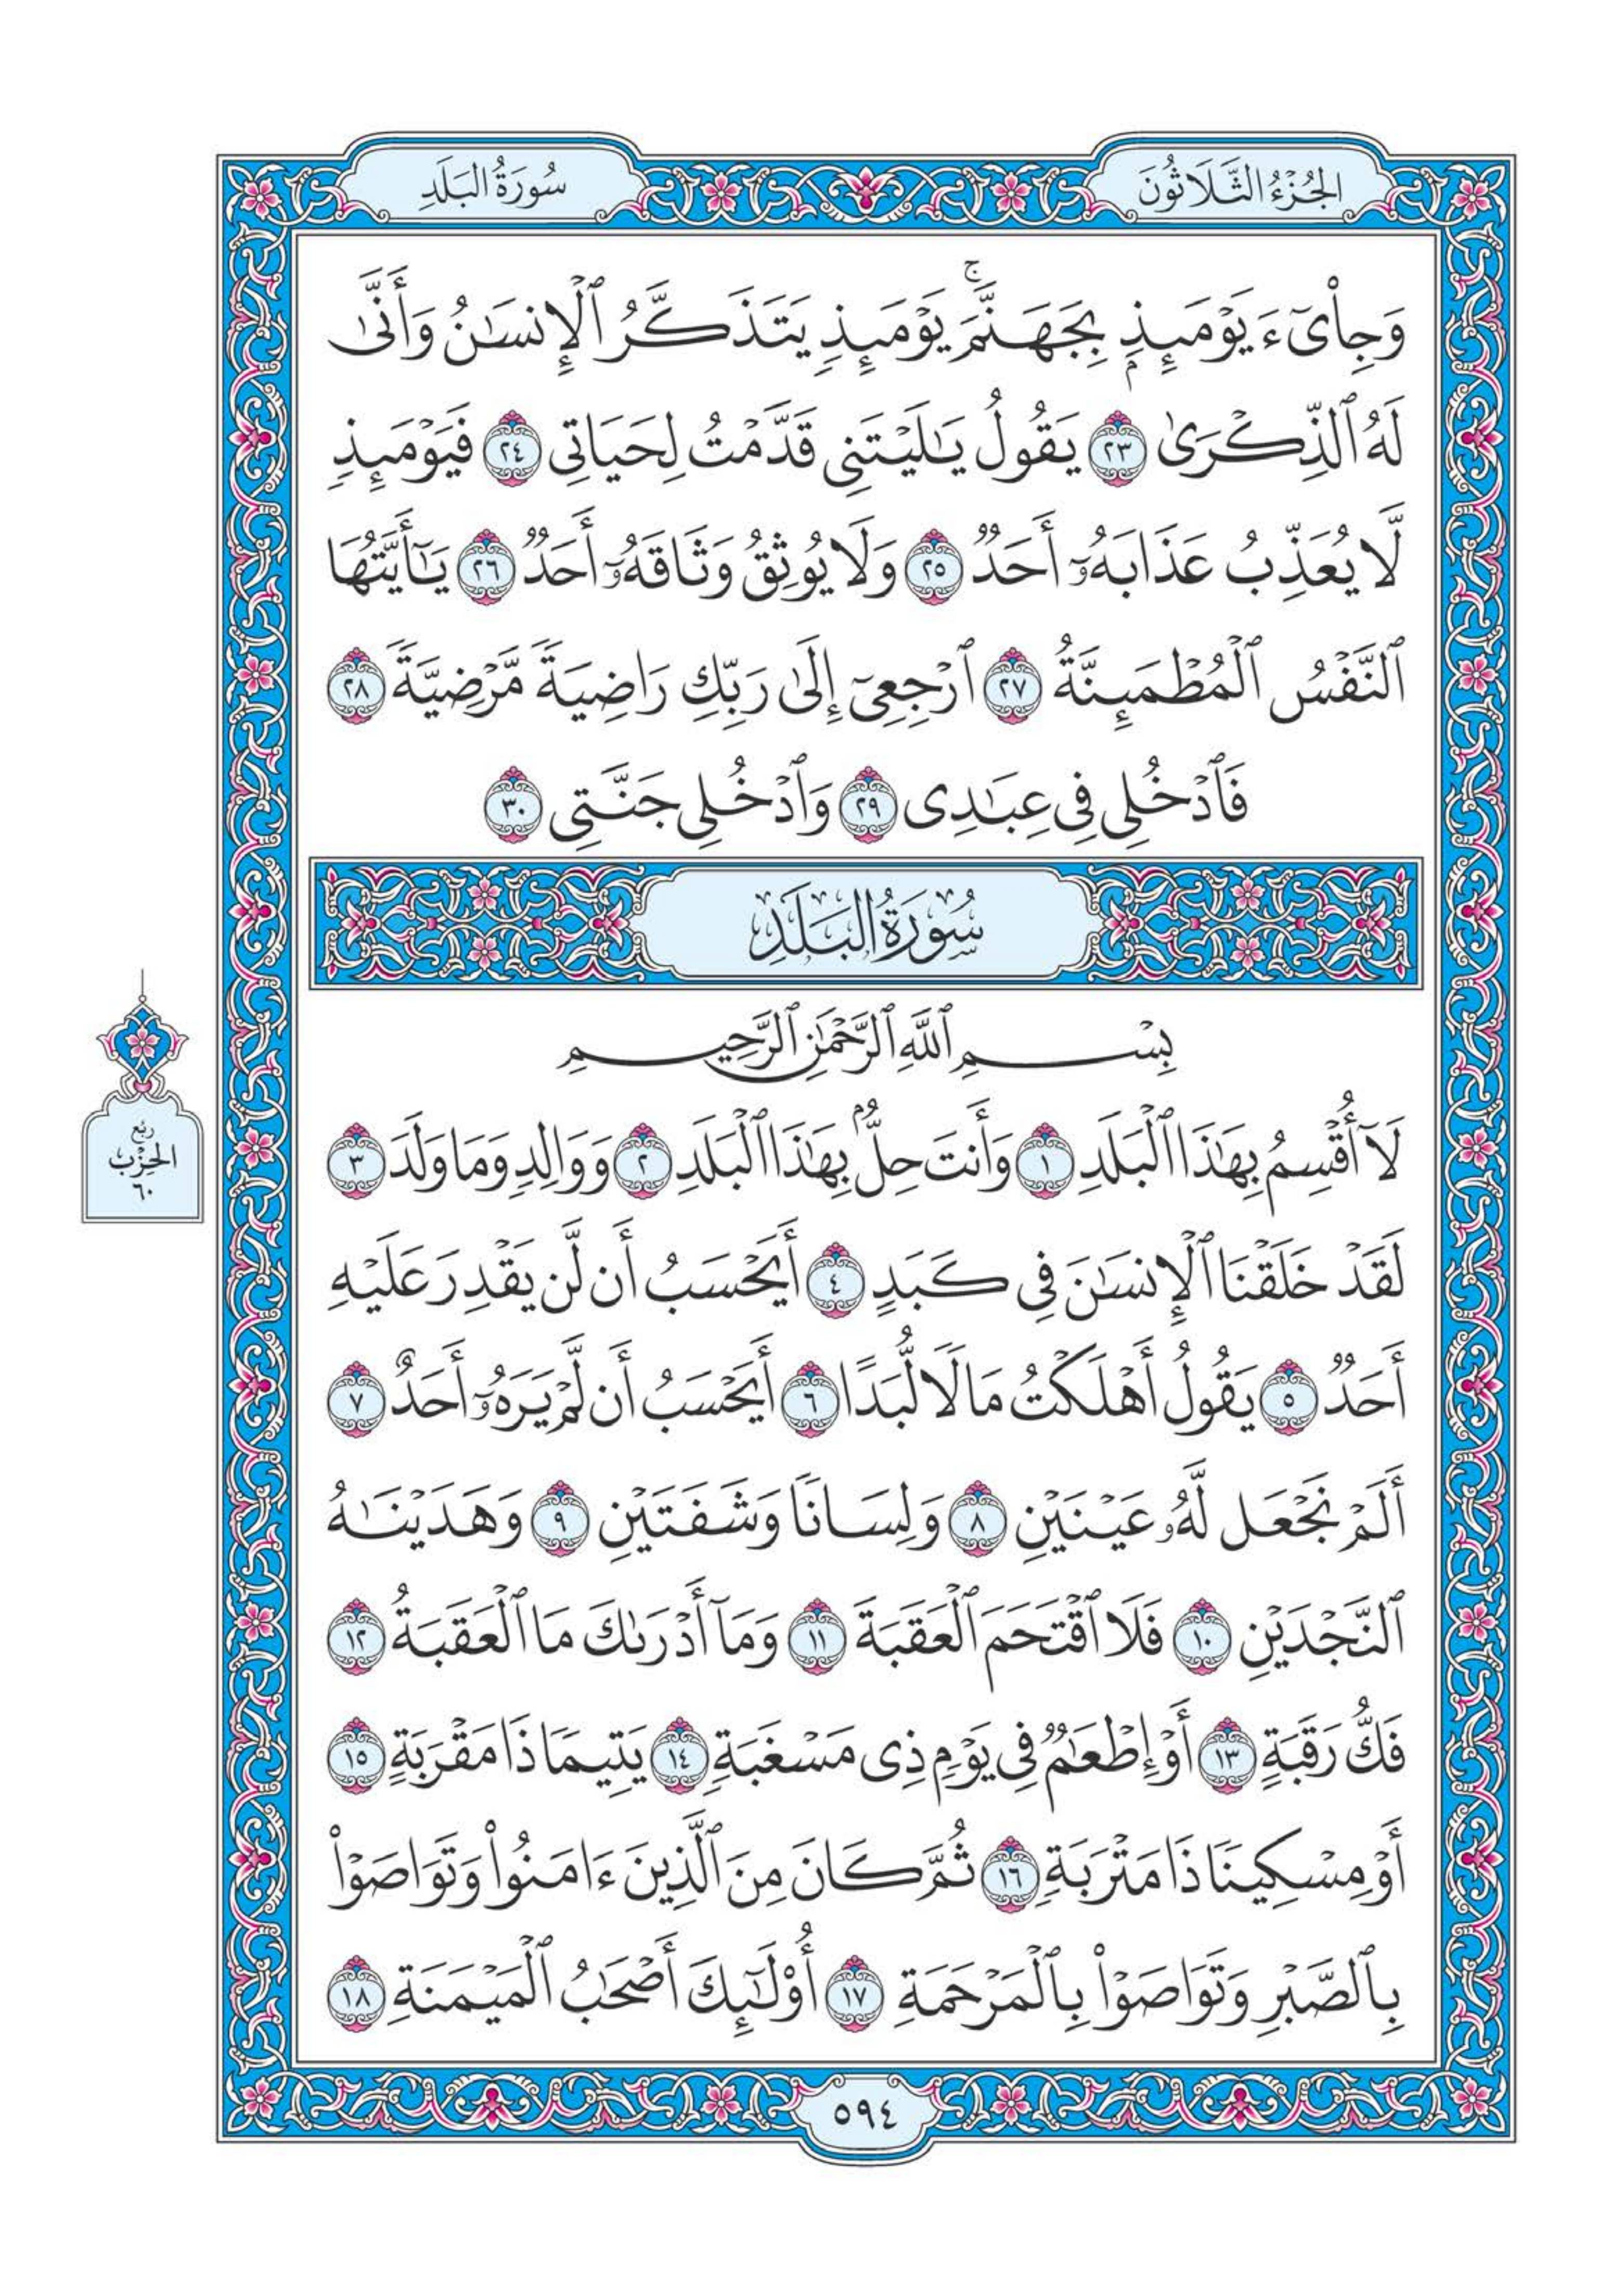 الجُزْءُ الثَّلَاثُونَ
سُورَةُ البَلَدِ
وَجِا۟ىٓءَ يَوْمَئِذِۭ بِجَهَنَّمَۚ يَوْمَئِذٍ يَتَذَكَّرُ ٱلْإِنسَٰنُ وَأَنَّىٰ
لَهُ ٱلذِّكْرَىٰ ٢٣ يَقُولُ يَٰلَيْتَنِى قَدَّمْتُ لِحَيَاتِى ٢٤ فَيَوْمَئِذٍ
لَّا يُعَذِّبُ عَذَابَهُۥٓ أَحَدٌ ٢٥ وَلَا يُوثِقُ وَثَاقَهُۥٓ أَحَدٌ ٢٦ يَٰٓأَيَّتُهَا
ٱلنَّفْسُ ٱلْمُطْمَئِنَّةُ ٢٧ ٱرْجِعِىٓ إِلَىٰ رَبِّكِ رَاضِيَةً مَّرْضِيَّةً ٢٨
فَٱدْخُلِى فِى عِبَٰدِى ٢٩ وَٱدْخُلِى جَنَّتِى ٣٠
سُورَةُ البَلَدِ
بِسْمِ ٱللَّهِ ٱلرَّحْمَٰنِ ٱلرَّحِيمِ
لَآ أُقْسِمُ بِهَٰذَا ٱلْبَلَدِ ١ وَأَنتَ حِلٌّۢ بِهَٰذَا ٱلْبَلَدِ ٢ وَوَالِدٍ وَمَا وَلَدَ ٣
لَقَدْ خَلَقْنَا ٱلْإِنسَٰنَ فِى كَبَدٍ ٤ أَيَحْسَبُ أَن لَّن يَقْدِرَ عَلَيْهِ
أَحَدٌ ٥ يَقُولُ أَهْلَكْتُ مَالًا لُّبَدًا ٦ أَيَحْسَبُ أَن لَّمْ يَرَهُۥٓ أَحَدٌ ٧
أَلَمْ نَجْعَل لَّهُۥ عَيْنَيْنِ ٨ وَلِسَانًا وَشَفَتَيْنِ ٩ وَهَدَيْنَٰهُ
ٱلنَّجْدَيْنِ ١٠ فَلَا ٱقْتَحَمَ ٱلْعَقَبَةَ ١١ وَمَآ أَدْرَىٰكَ مَا ٱلْعَقَبَةُ ١٢
فَكُّ رَقَبَةٍ ١٣ أَوْ إِطْعَٰمٌ فِى يَوْمٍ ذِى مَسْغَبَةٍ ١٤ يَتِيمًا ذَا مَقْرَبَةٍ ١٥
أَوْ مِسْكِينًا ذَا مَتْرَبَةٍ ١٦ ثُمَّ كَانَ مِنَ ٱلَّذِينَ ءَامَنُوا۟ وَتَوَاصَوْا۟
بِٱلصَّبْرِ وَتَوَاصَوْا۟ بِٱلْمَرْحَمَةِ ١٧ أُو۟لَٰٓئِكَ أَصْحَٰبُ ٱلْمَيْمَنَةِ ١٨
ربع
الحِزْب
٦٠
٥٩٤